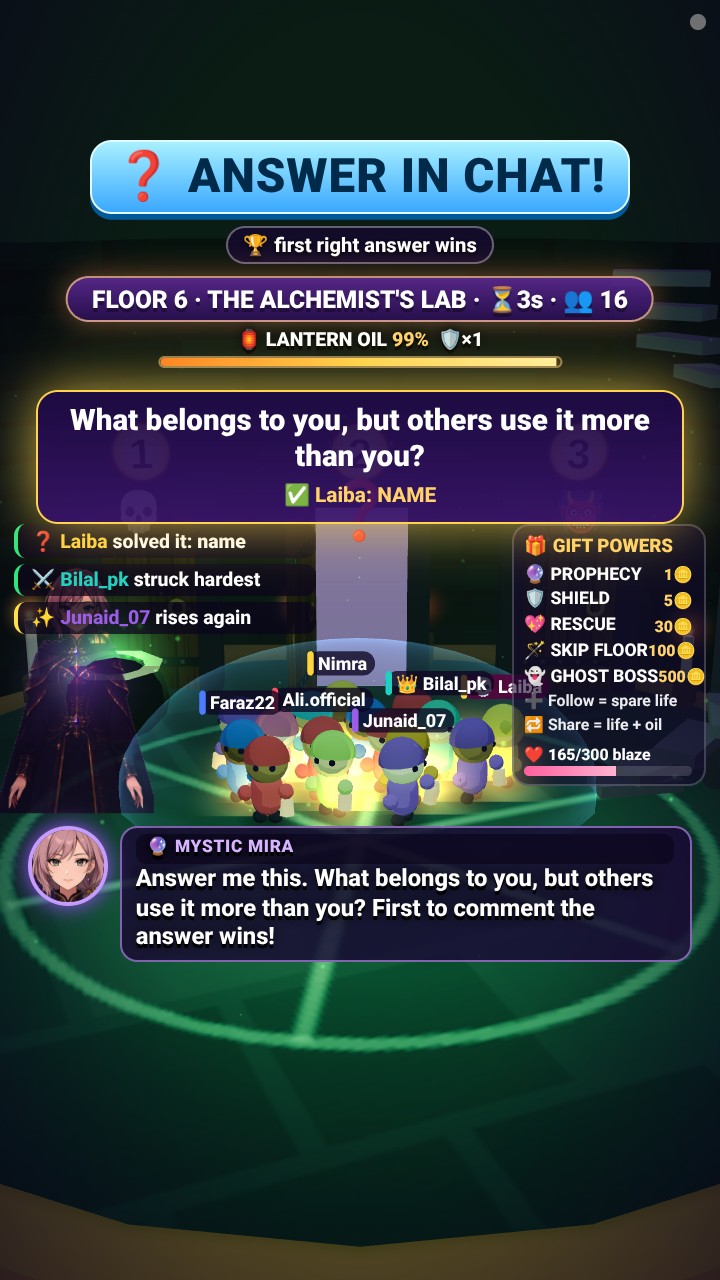 ❓ ANSWER IN CHAT!
🏆 first right answer wins
FLOOR 6 · THE ALCHEMIST'S LAB · ⏳3s · 👥 16
🏮 LANTERN OIL 99% 🛡️×1
What belongs to you, but others use it more
than you?
✅ Laiba: NAME
1
3
❓ Laiba solved it: name
⚔️ Bilal_pk struck hardest
✨ Junaid_07 rises again
🎁 GIFT POWERS
🔮 PROPHECY 1🪙
🛡️ SHIELD 5🪙
💖 RESCUE 30🪙
🪄 SKIP FLOOR 100🪙
👻 GHOST BOSS 500🪙
➕ Follow = spare life
🔁 Share = life + oil
❤️ 165/300 blaze
Nimra
👑 Bilal_pk
Laiba
Faraz22
Ali.official
Junaid_07
🔮 MYSTIC MIRA
Answer me this. What belongs to you, but others
use it more than you? First to comment the
answer wins!